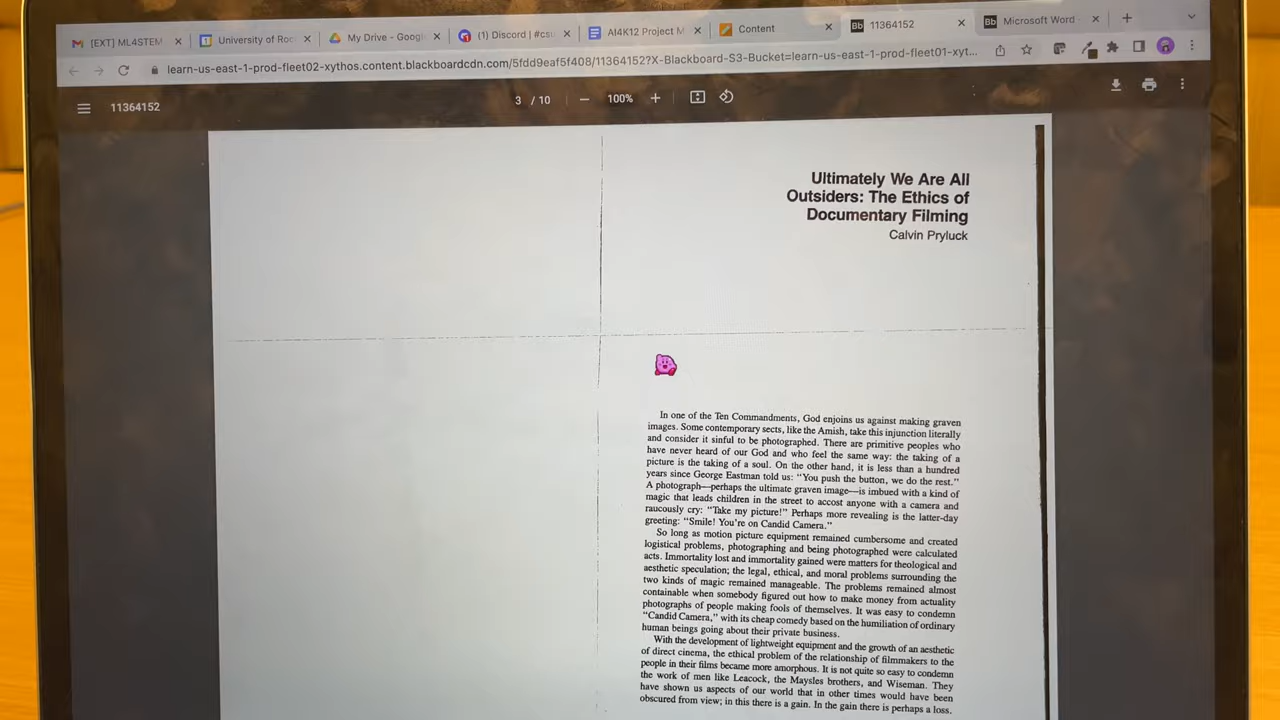 [EXT] ML4STEM
University of Roc
My Drive - Google
(1) Discord | #csu
AI4K12 Project M
Content
Bb 11364152
Bb Microsoft Word
learn-us-east-1-prod-fleet02-xythos.content.blackboardcdn.com/5fdd9eaf5f408/11364152?X-Blackboard-S3-Bucket=learn-us-east-1-prod-fleet01-xyt...
11364152
3 / 10
100%
Ultimately We Are All
Outsiders: The Ethics of
Documentary Filming
Calvin Pryluck
In one of the Ten Commandments, God enjoins us against making graven
images. Some contemporary sects, like the Amish, take this injunction literally
and consider it sinful to be photographed. There are primitive peoples who
have never heard of our God and who feel the same way: the taking of a
picture is the taking of a soul. On the other hand, it is less than a hundred
years since George Eastman told us: "You push the button, we do the rest."
A photograph—perhaps the ultimate graven image—is imbued with a kind of
magic that leads children in the street to accost anyone with a camera and
raucously cry: "Take my picture!" Perhaps more revealing is the latter-day
greeting: "Smile! You're on Candid Camera."
So long as motion picture equipment remained cumbersome and created
logistical problems, photographing and being photographed were calculated
acts. Immortality lost and immortality gained were matters for theological and
aesthetic speculation; the legal, ethical, and moral problems surrounding the
two kinds of magic remained manageable. The problems remained almost
containable when somebody figured out how to make money from actuality
photographs of people making fools of themselves. It was easy to condemn
"Candid Camera," with its cheap comedy based on the humiliation of ordinary
human beings going about their private business.
With the development of lightweight equipment and the growth of an aesthetic
of direct cinema, the ethical problem of the relationship of filmmakers to the
people in their films became more amorphous. It is not quite so easy to condemn
the work of men like Leacock, the Maysles brothers, and Wiseman. They
have shown us aspects of our world that in other times would have been
obscured from view; in this there is a gain. In the gain there is perhaps a loss.